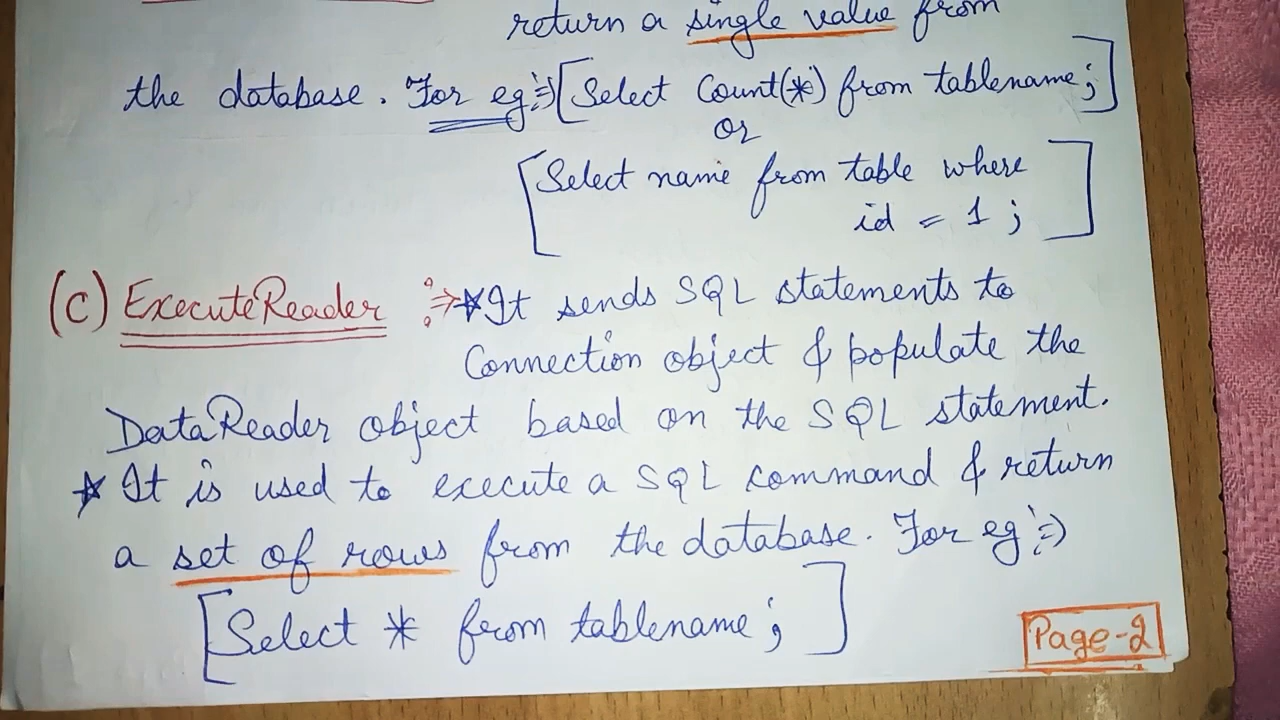 return a single value from
the database. For eg:⇒ [Select Count(*) from tablename;]
or
[Select name from table where
id = 1 ;]
(C) ExecuteReader :⇒ * It sends SQL statements to
Connection object & populate the
DataReader object based on the SQL statement.
* It is used to execute a SQL command & return
a set of rows from the database. For eg:⇒
[Select * from tablename;]
Page-2